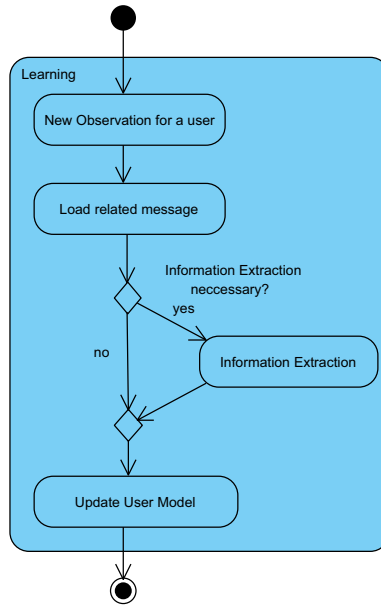 Learning
New Observation for a user
Load related message
Information Extraction
neccessary?
yes
no
Information Extraction
Update User Model